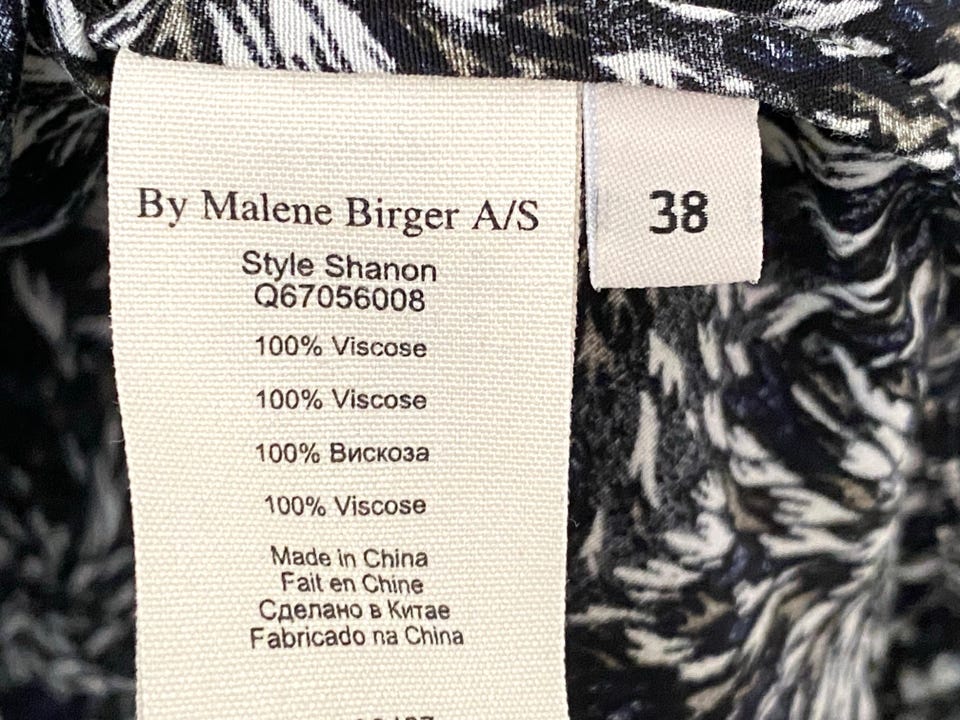 By Malene Birger A/S
38
Style Shanon
Q67056008
100% Viscose
100% Viscose
100% Вискоза
100% Viscose
Made in China
Fait en Chine
Сделано в Китае
Fabricado na China